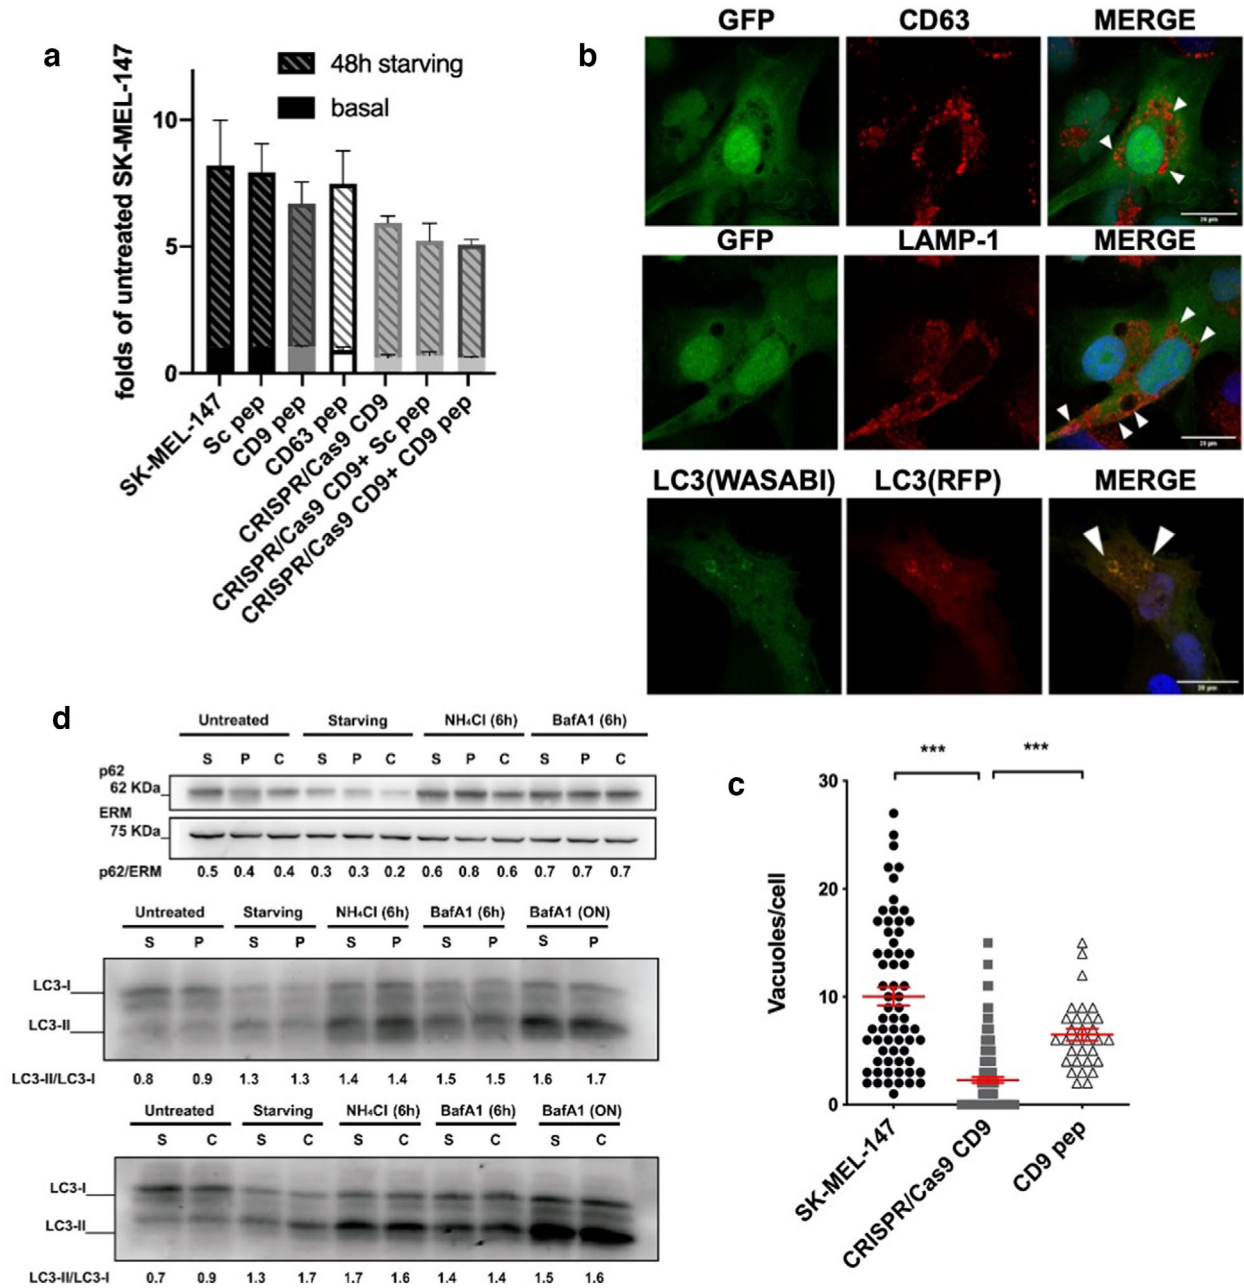 a
folds of untreated SK-MEL-147
48h starving
basal
10
5
0
SK-MEL-147
Sc pep
CD9 pep
CD63 pep
CRISPR/Cas9 CD9
CRISPR/Cas9 CD9+ Sc pep
CRISPR/Cas9 CD9+ CD9 pep
b
GFP CD63 MERGE
20 µm
GFP LAMP-1 MERGE
20 µm
LC3(WASABI) LC3(RFP) MERGE
20 µm
d
Untreated Starving NH₄Cl (6h) BafA1 (6h)
S P C S P C S P C S P C
p62
62 KDa
ERM
75 KDa
p62/ERM 0.5 0.4 0.4 0.3 0.3 0.2 0.6 0.8 0.6 0.7 0.7 0.7
Untreated Starving NH₄Cl (6h) BafA1 (6h) BafA1 (ON)
S P S P S P S P S P
LC3-I
LC3-II
LC3-II/LC3-I 0.8 0.9 1.3 1.3 1.4 1.4 1.5 1.5 1.6 1.7
Untreated Starving NH₄Cl (6h) BafA1 (6h) BafA1 (ON)
S C S C S C S C S C
LC3-I
LC3-II
LC3-II/LC3-I 0.7 0.9 1.3 1.7 1.7 1.6 1.4 1.4 1.5 1.6
c
*** ***
Vacuoles/cell
30
20
10
0
SK-MEL-147
CRISPR/Cas9 CD9
CD9 pep